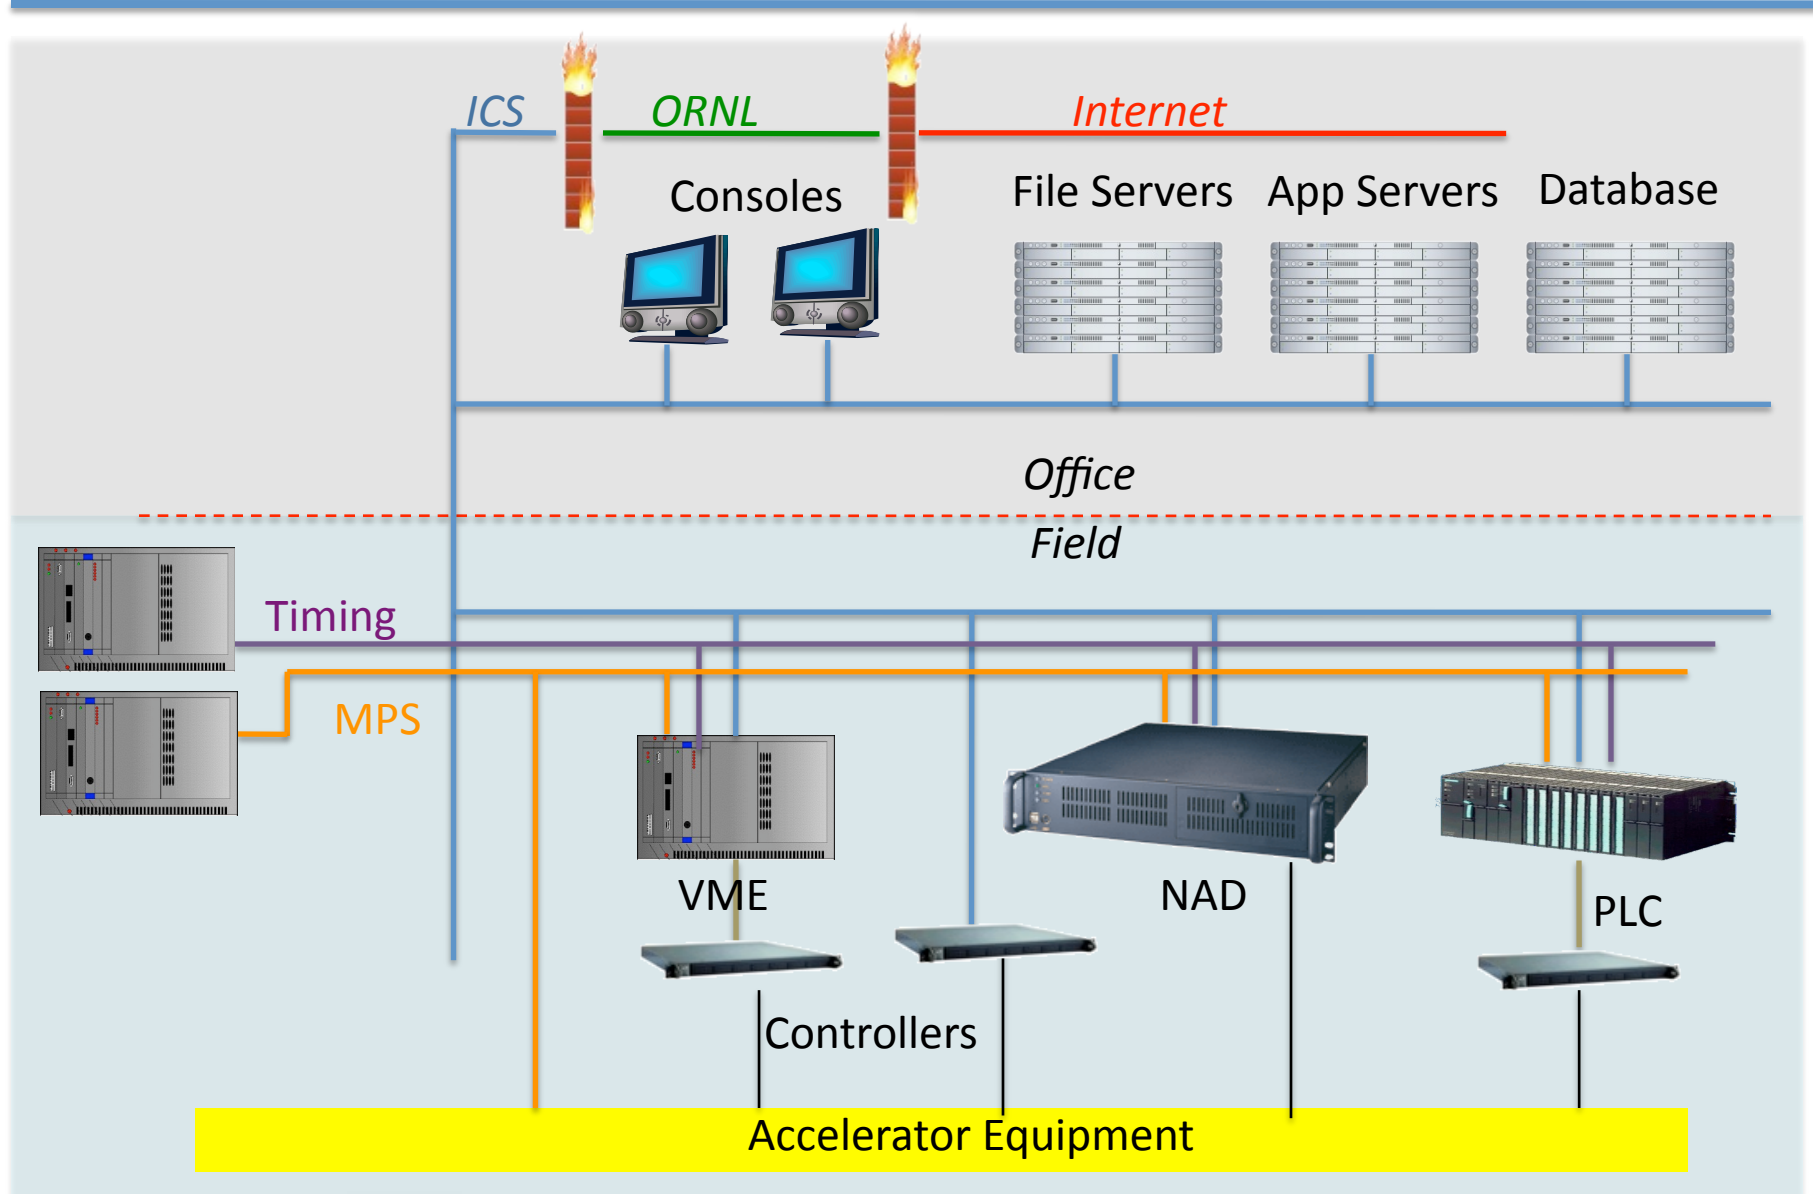 ICS
ORNL
Internet
Consoles
File Servers
App Servers
Database
Office
Field
Timing
MPS
VME
NAD
PLC
Controllers
Accelerator Equipment